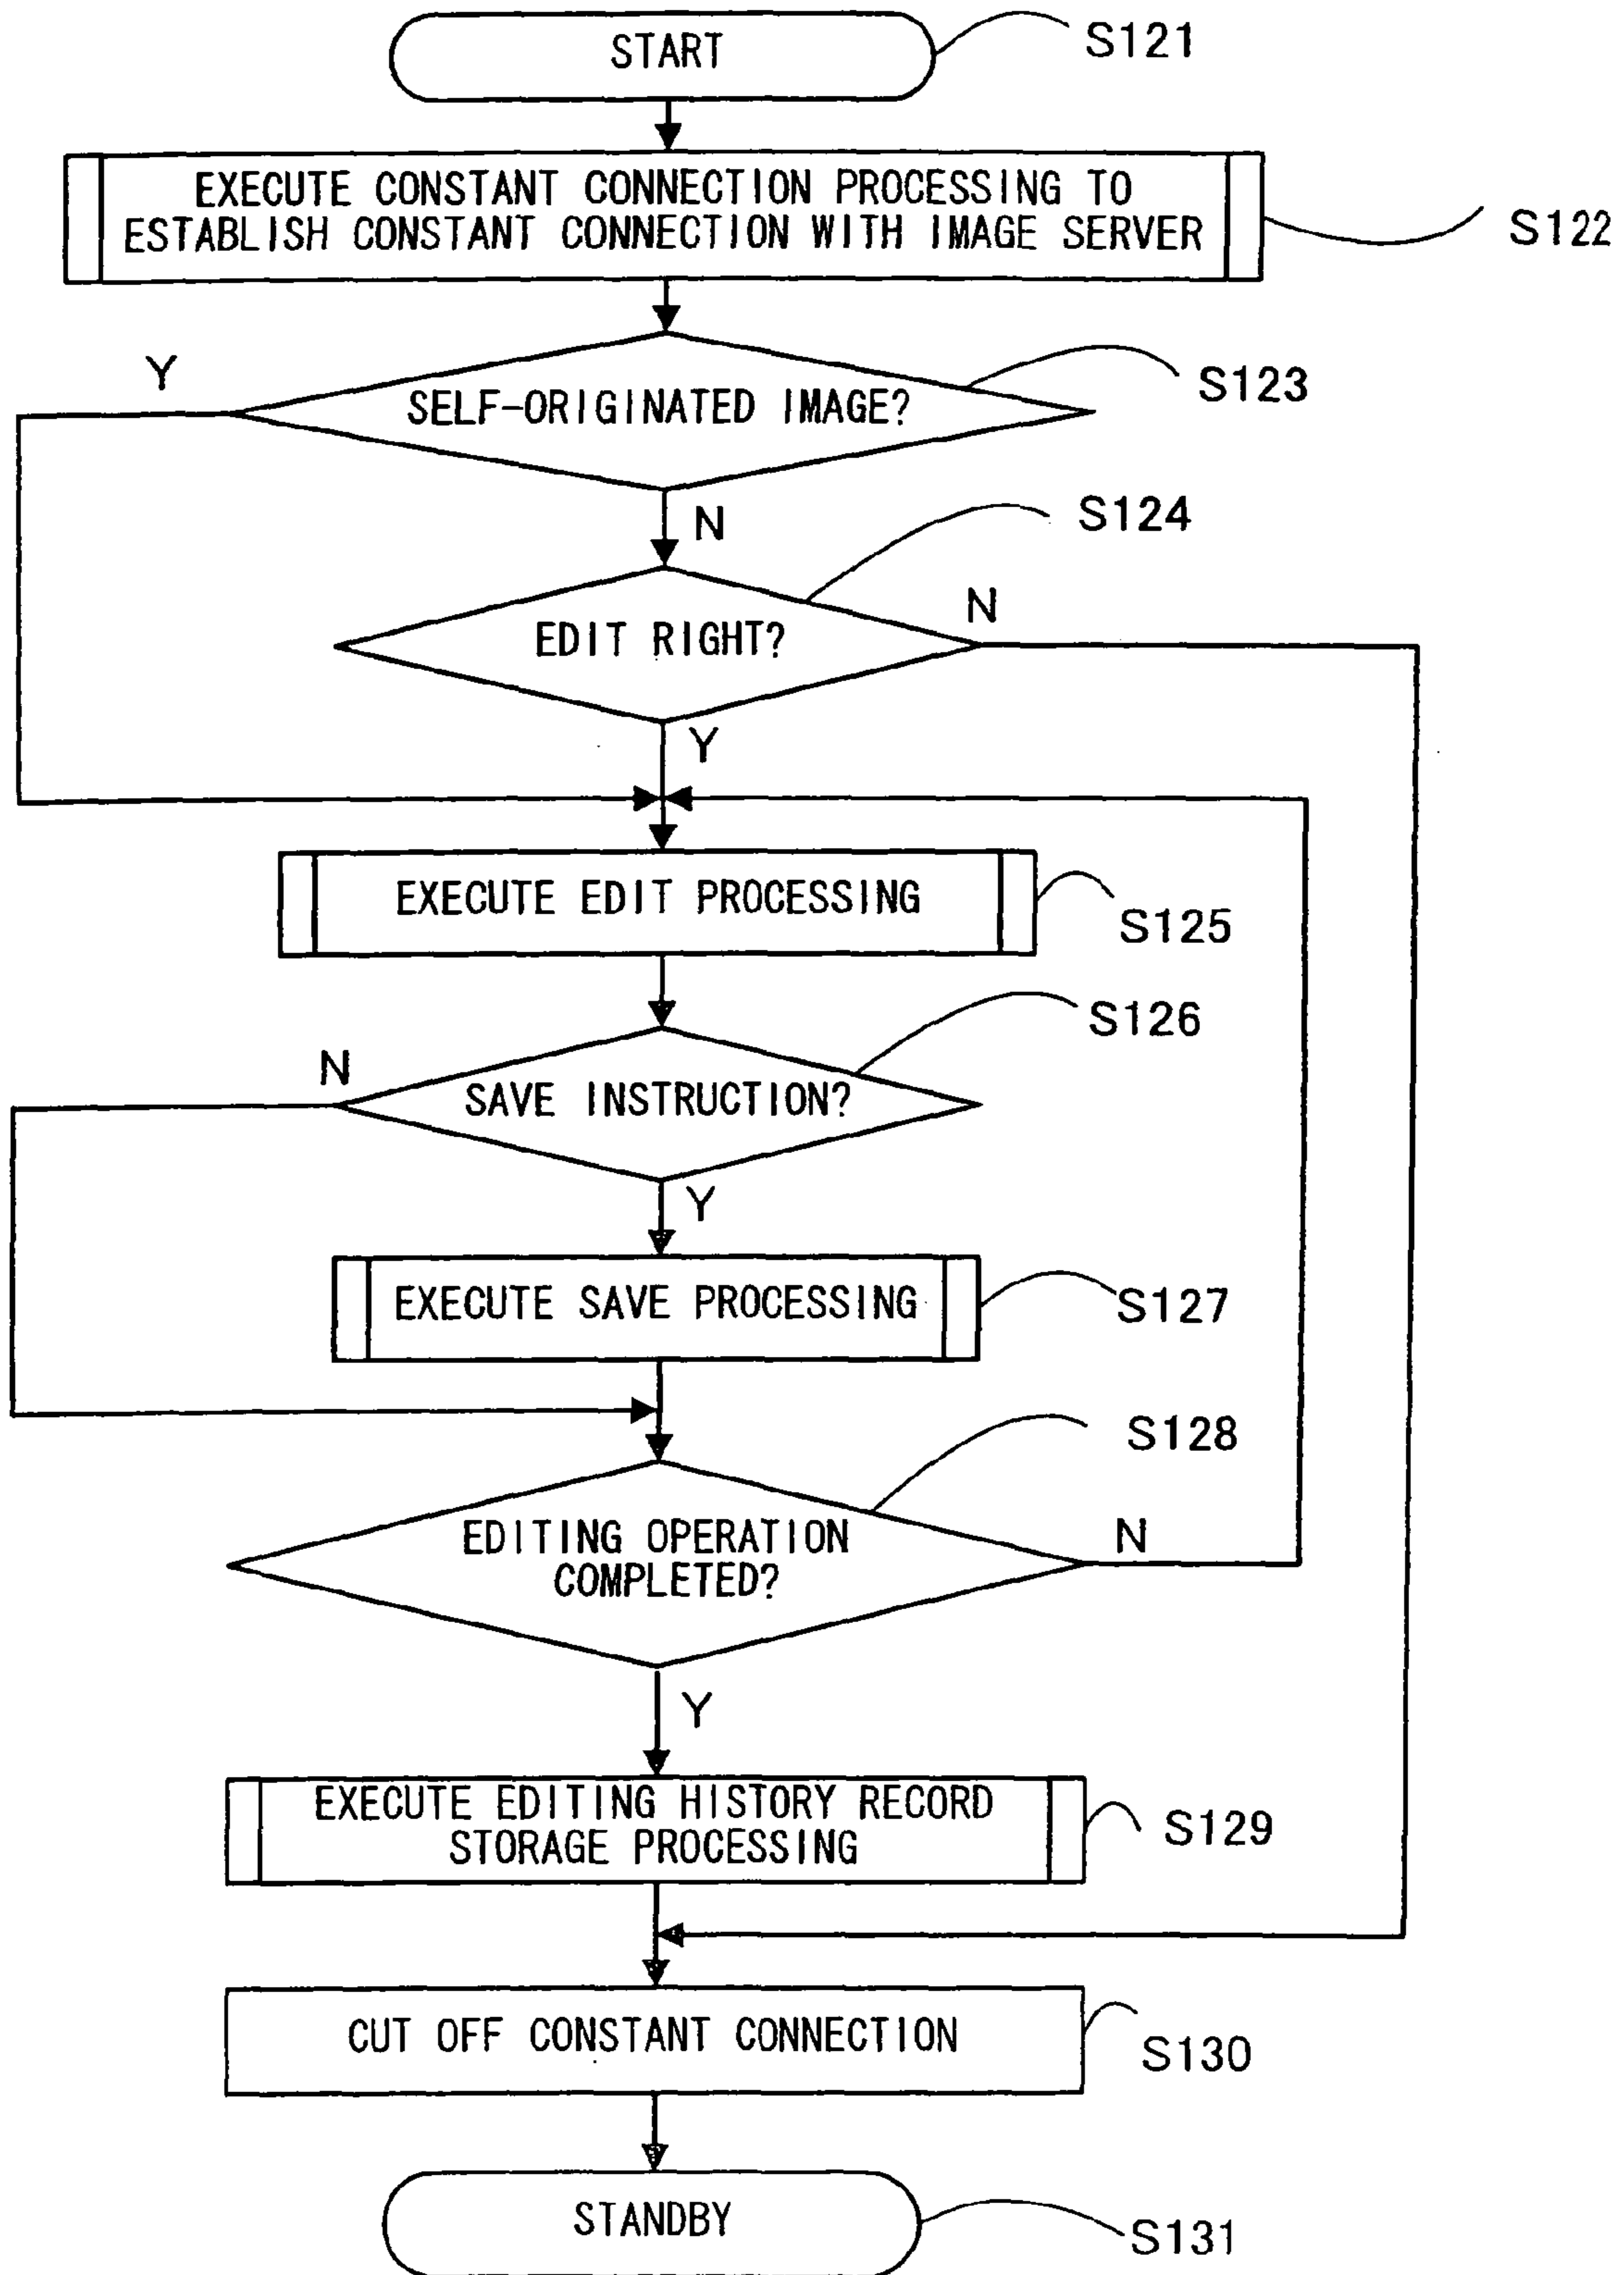 START
S121
EXECUTE CONSTANT CONNECTION PROCESSING TO
ESTABLISH CONSTANT CONNECTION WITH IMAGE SERVER
S122
Y
SELF-ORIGINATED IMAGE?
S123
N
S124
EDIT RIGHT?
N
Y
EXECUTE EDIT PROCESSING
S125
S126
N
SAVE INSTRUCTION?
Y
EXECUTE SAVE PROCESSING
S127
S128
EDITING OPERATION
COMPLETED?
N
Y
EXECUTE EDITING HISTORY RECORD
STORAGE PROCESSING
S129
CUT OFF CONSTANT CONNECTION
S130
STANDBY
S131